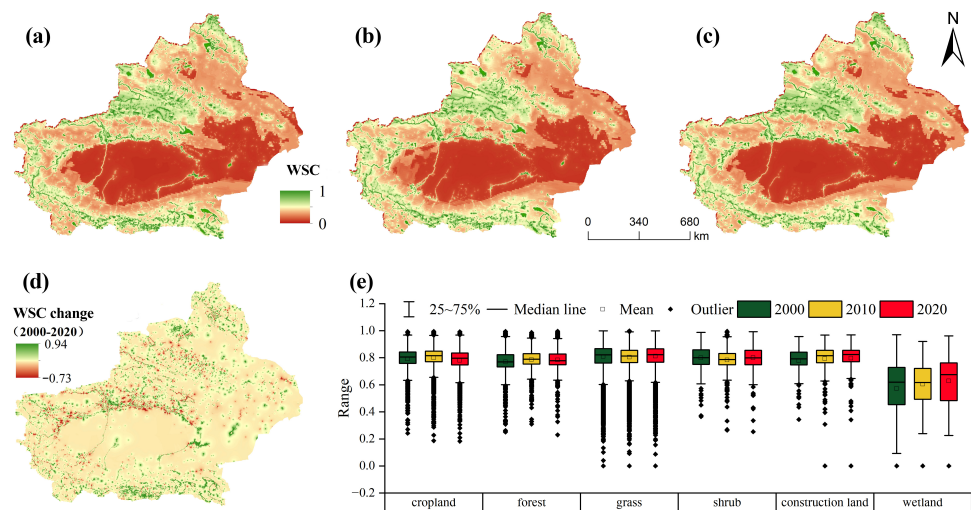 (a)
(b)
(c)
N
WSC
1
0
0 340 680
km
(d)
WSC change
（2000-2020）
0.94
−0.73
(e)
25~75% Median line Mean Outlier 2000 2010 2020
Range
1.2
1.0
0.8
0.6
0.4
0.2
0.0
−0.2
cropland forest grass shrub construction land wetland